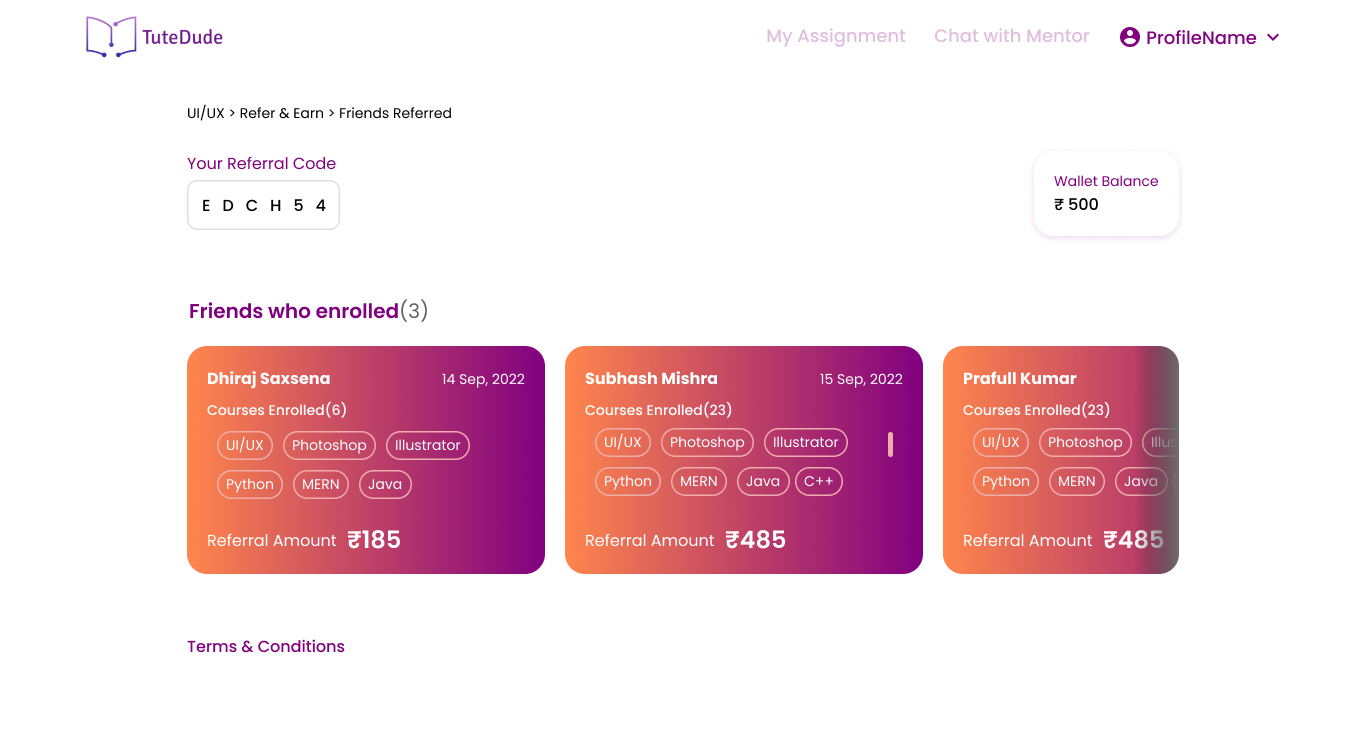 TuteDude
My Assignment
Chat with Mentor
ProfileName
UI/UX > Refer & Earn > Friends Referred
Your Referral Code
E D C H 5 4
Wallet Balance
₹ 500
Friends who enrolled(3)
Dhiraj Saxsena
14 Sep, 2022
Courses Enrolled(6)
UI/UX Photoshop Illustrator
Python MERN Java
Referral Amount ₹185
Subhash Mishra
15 Sep, 2022
Courses Enrolled(23)
UI/UX Photoshop Illustrator
Python MERN Java C++
Referral Amount ₹485
Prafull Kumar
Courses Enrolled(23)
UI/UX Photoshop Illus
Python MERN Java
Referral Amount ₹485
Terms & Conditions